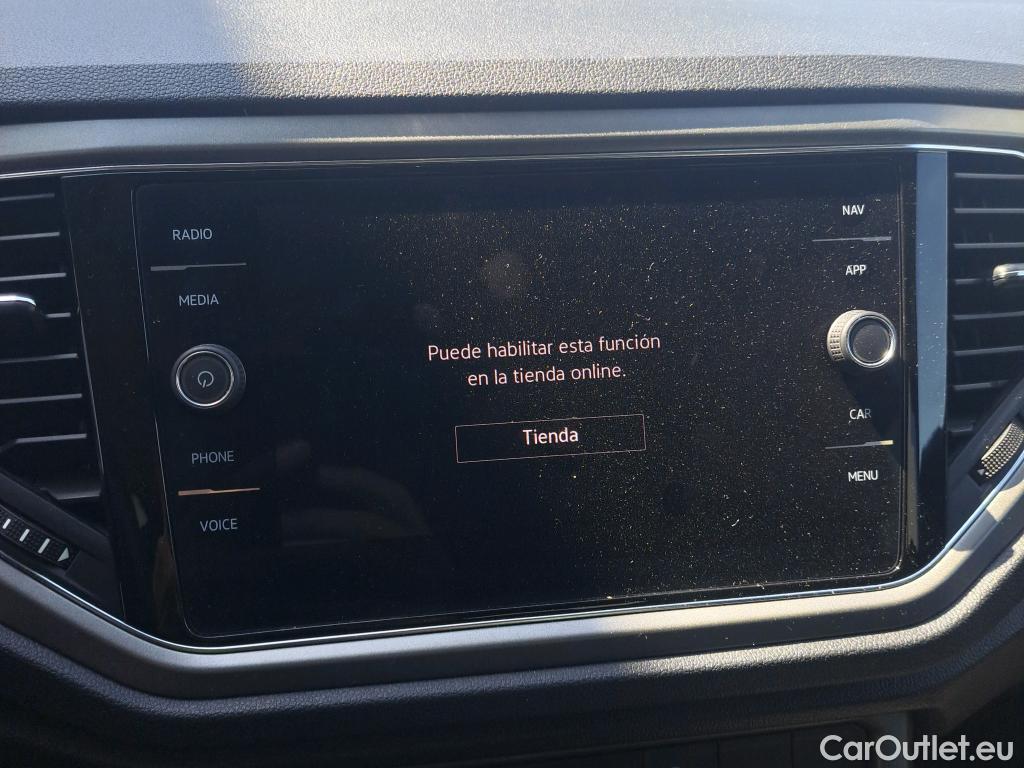 RADIO
MEDIA
PHONE
VOICE
Puede habilitar esta función
en la tienda online.
Tienda
NAV
APP
CAR
MENU
CarOutlet.eu